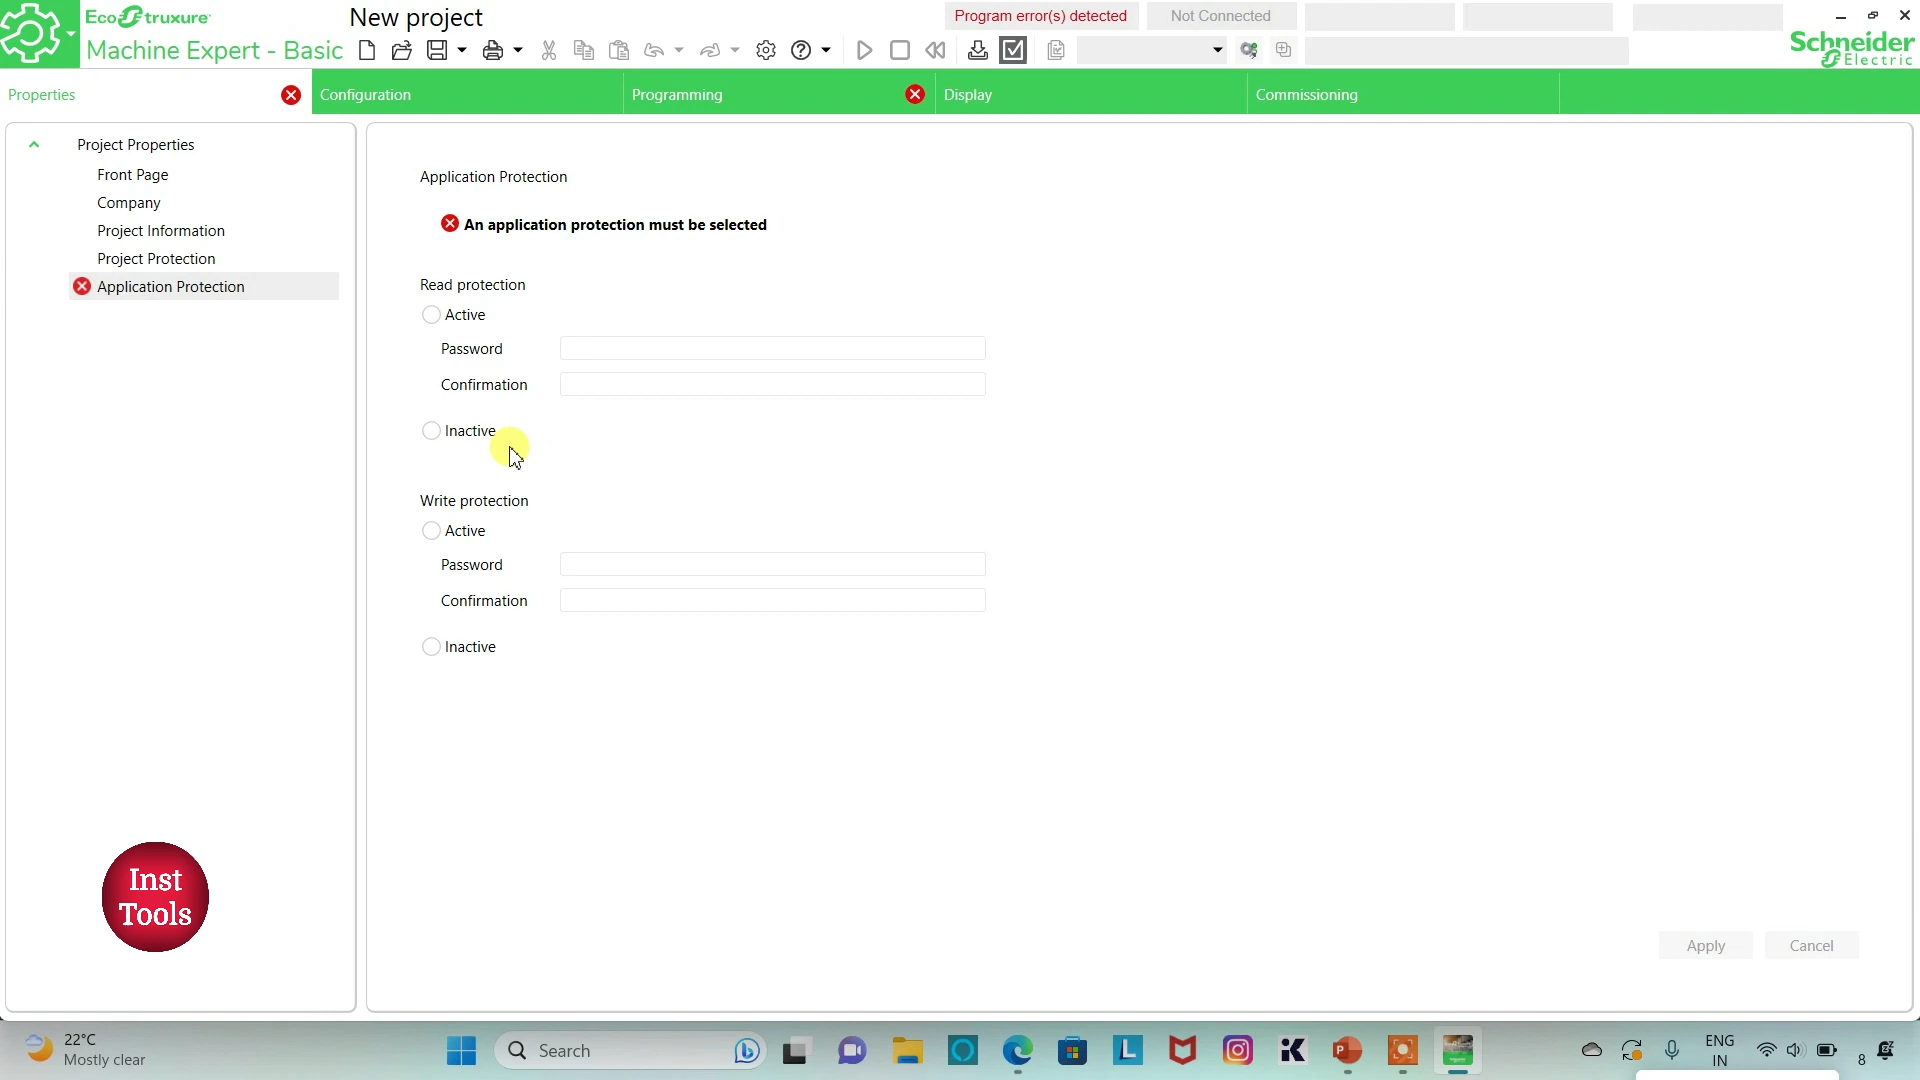 EcoStruxure
Machine Expert - Basic
New project
Program error(s) detected
Not Connected
Schneider
Electric
Properties
Configuration
Programming
Display
Commissioning
Project Properties
Front Page
Company
Project Information
Project Protection
Application Protection
Application Protection
An application protection must be selected
Read protection
Active
Password
Confirmation
Inactive
Write protection
Active
Password
Confirmation
Inactive
Inst
Tools
Apply
Cancel
22°C
Mostly clear
Search
ENG
IN
8